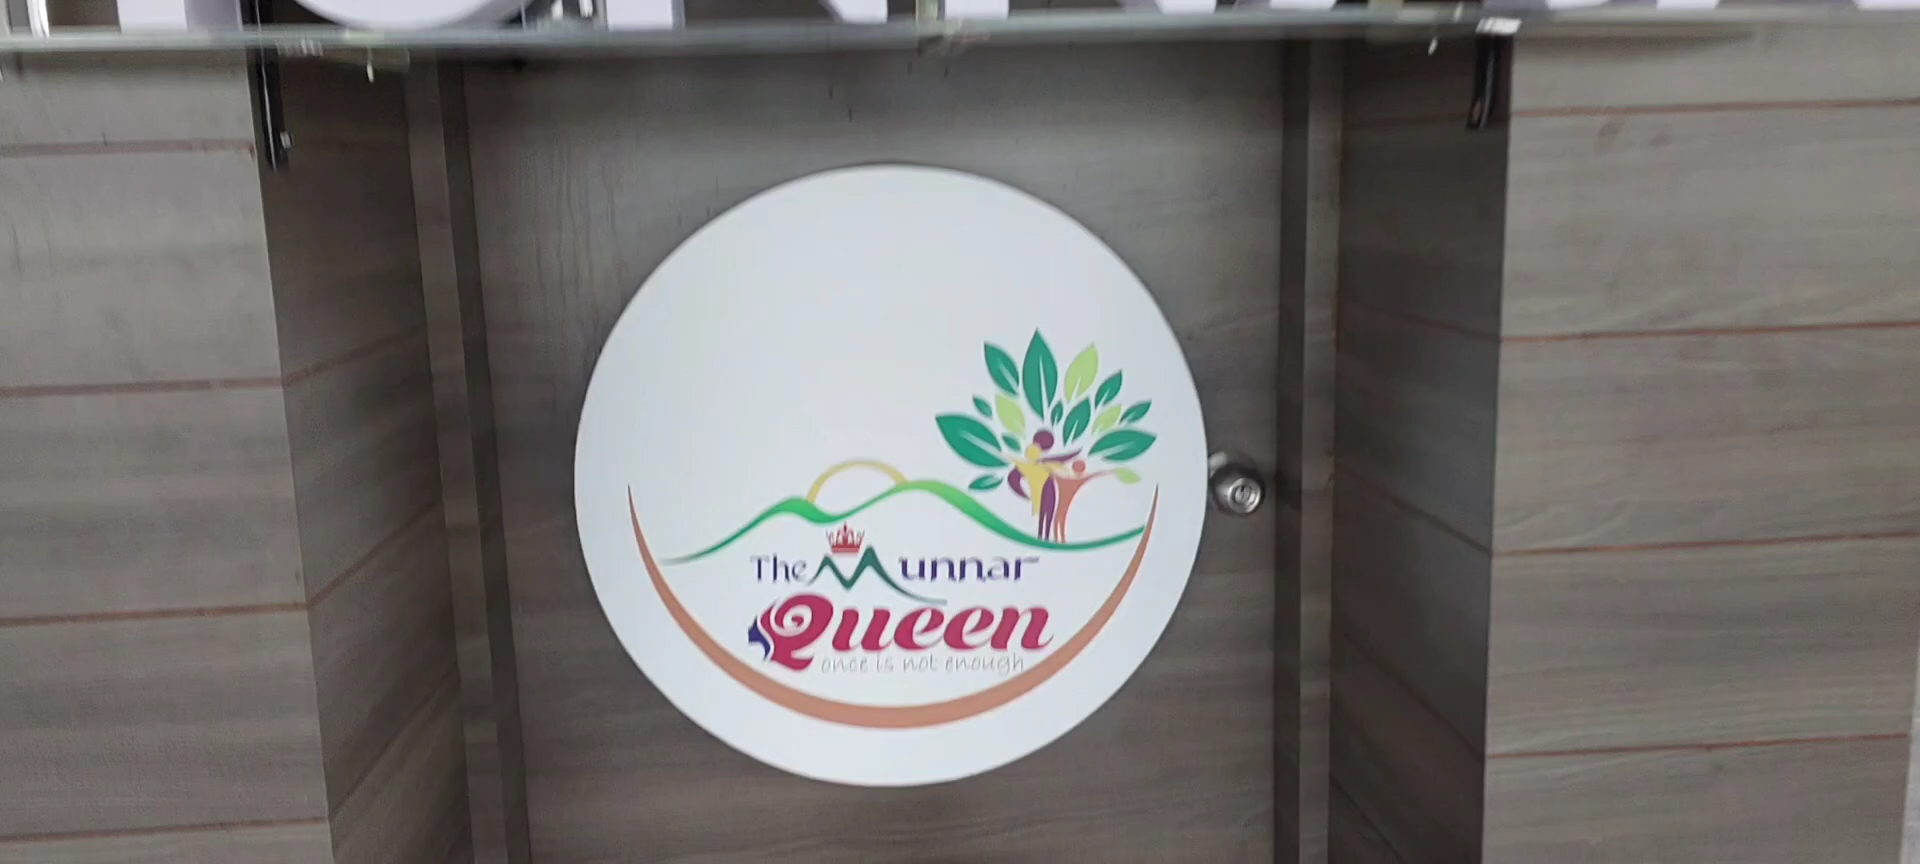 The Munnar
Queen
once is not enough